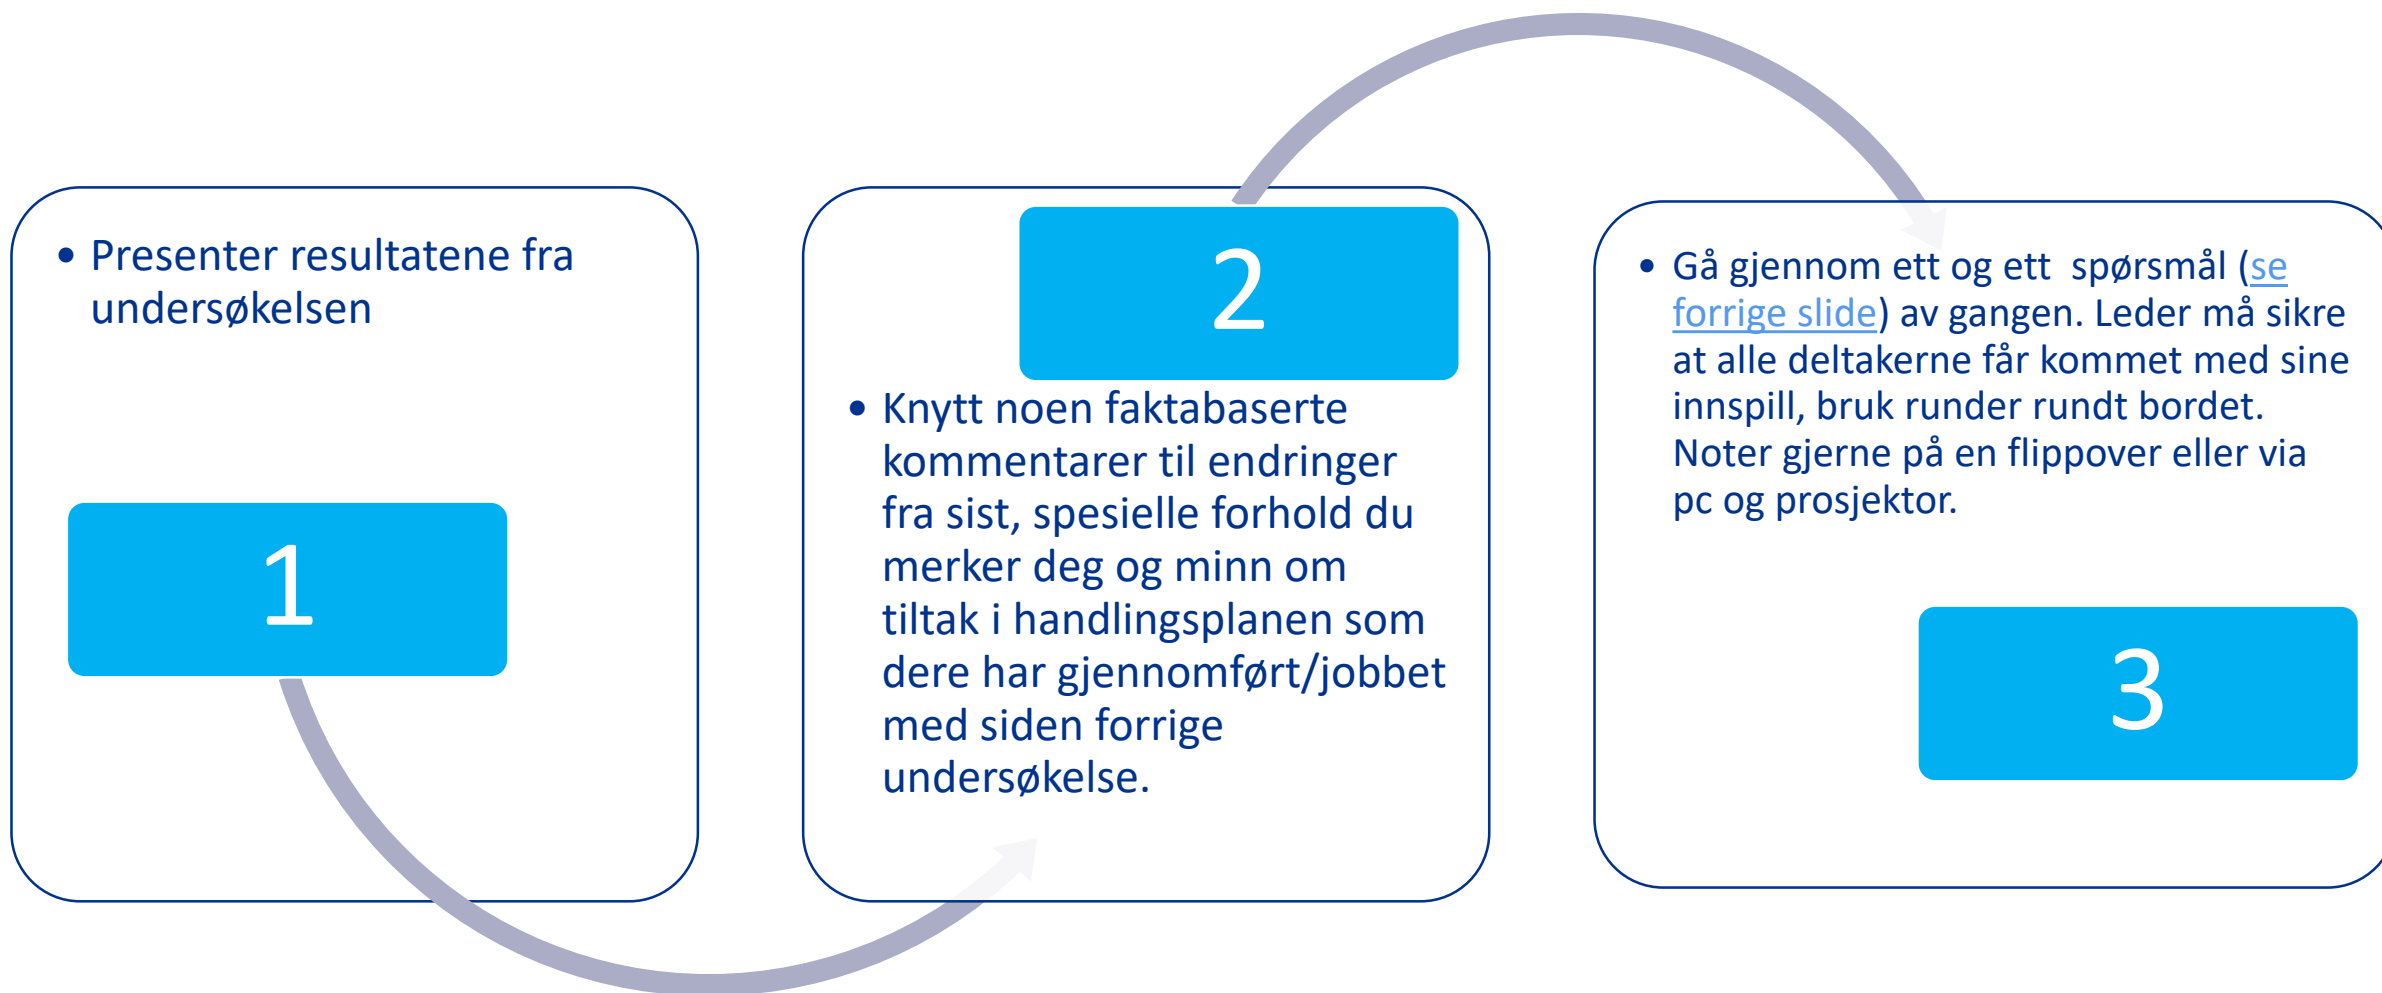 • Presenter resultatene fra
undersøkelsen
1
2
• Knytt noen faktabaserte
kommentarer til endringer
fra sist, spesielle forhold du
merker deg og minn om
tiltak i handlingsplanen som
dere har gjennomført/jobbet
med siden forrige
undersøkelse.
• Gå gjennom ett og ett  spørsmål (se
forrige slide) av gangen. Leder må sikre
at alle deltakerne får kommet med sine
innspill, bruk runder rundt bordet.
Noter gjerne på en flippover eller via
pc og prosjektor.
3